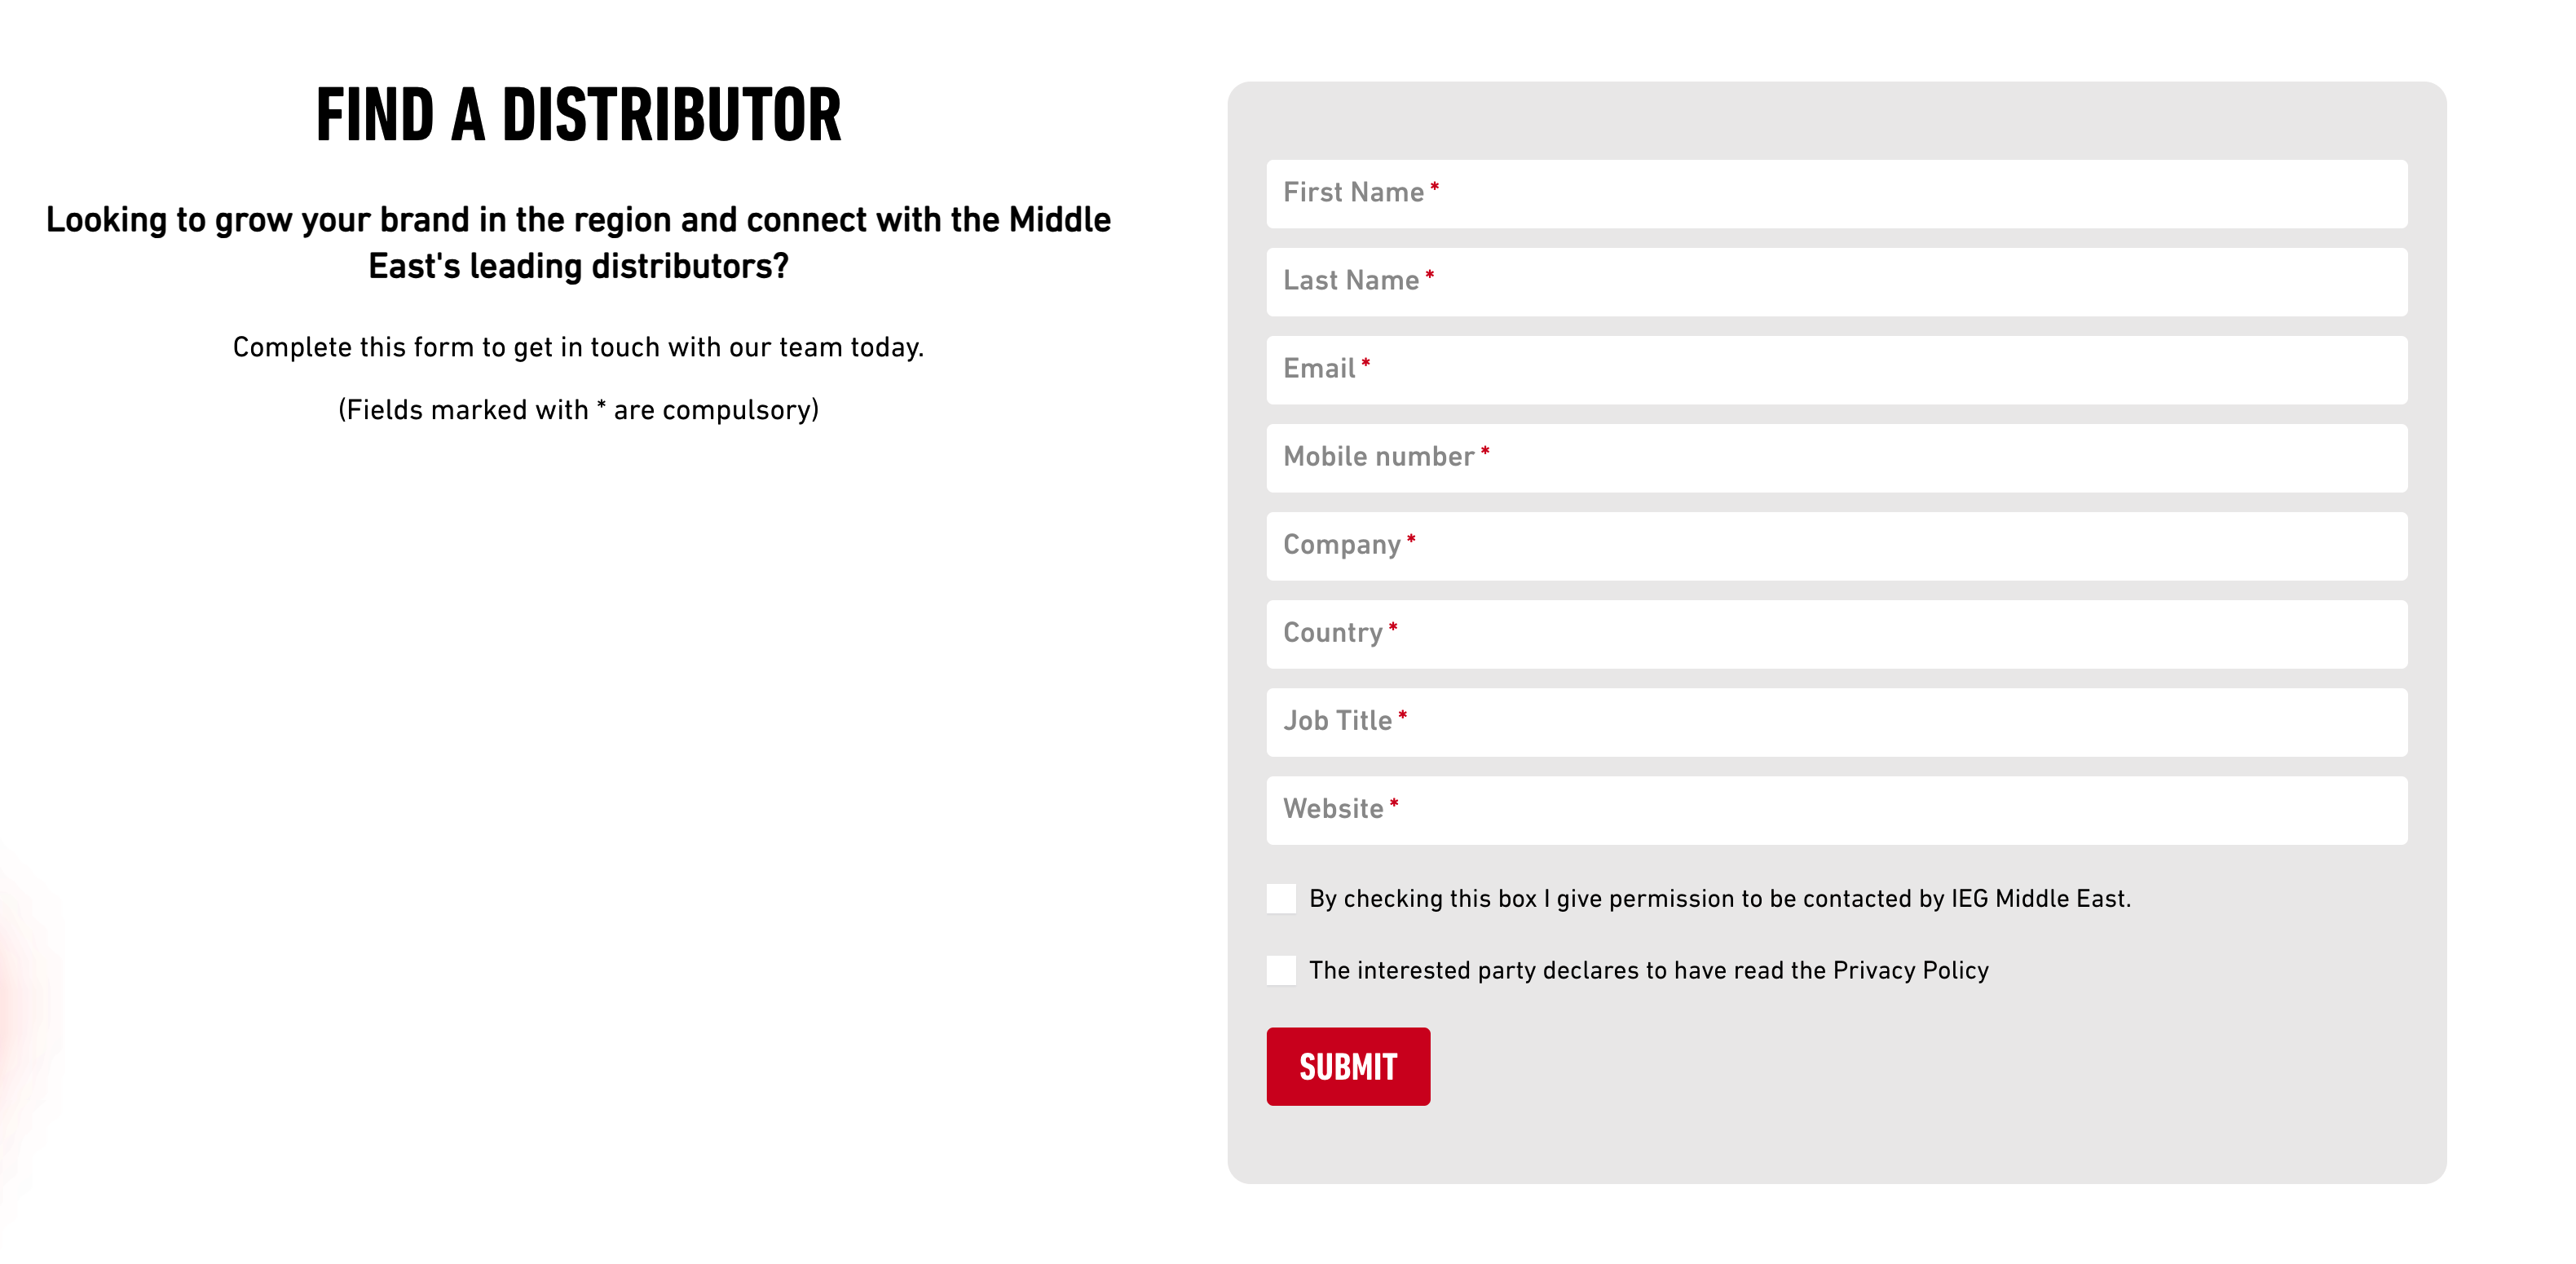 FIND A DISTRIBUTOR
Looking to grow your brand in the region and connect with the Middle
East's leading distributors?
Complete this form to get in touch with our team today.
(Fields marked with * are compulsory)
First Name *
Last Name *
Email *
Mobile number *
Company *
Country *
Job Title *
Website *
By checking this box I give permission to be contacted by IEG Middle East.
The interested party declares to have read the Privacy Policy
SUBMIT